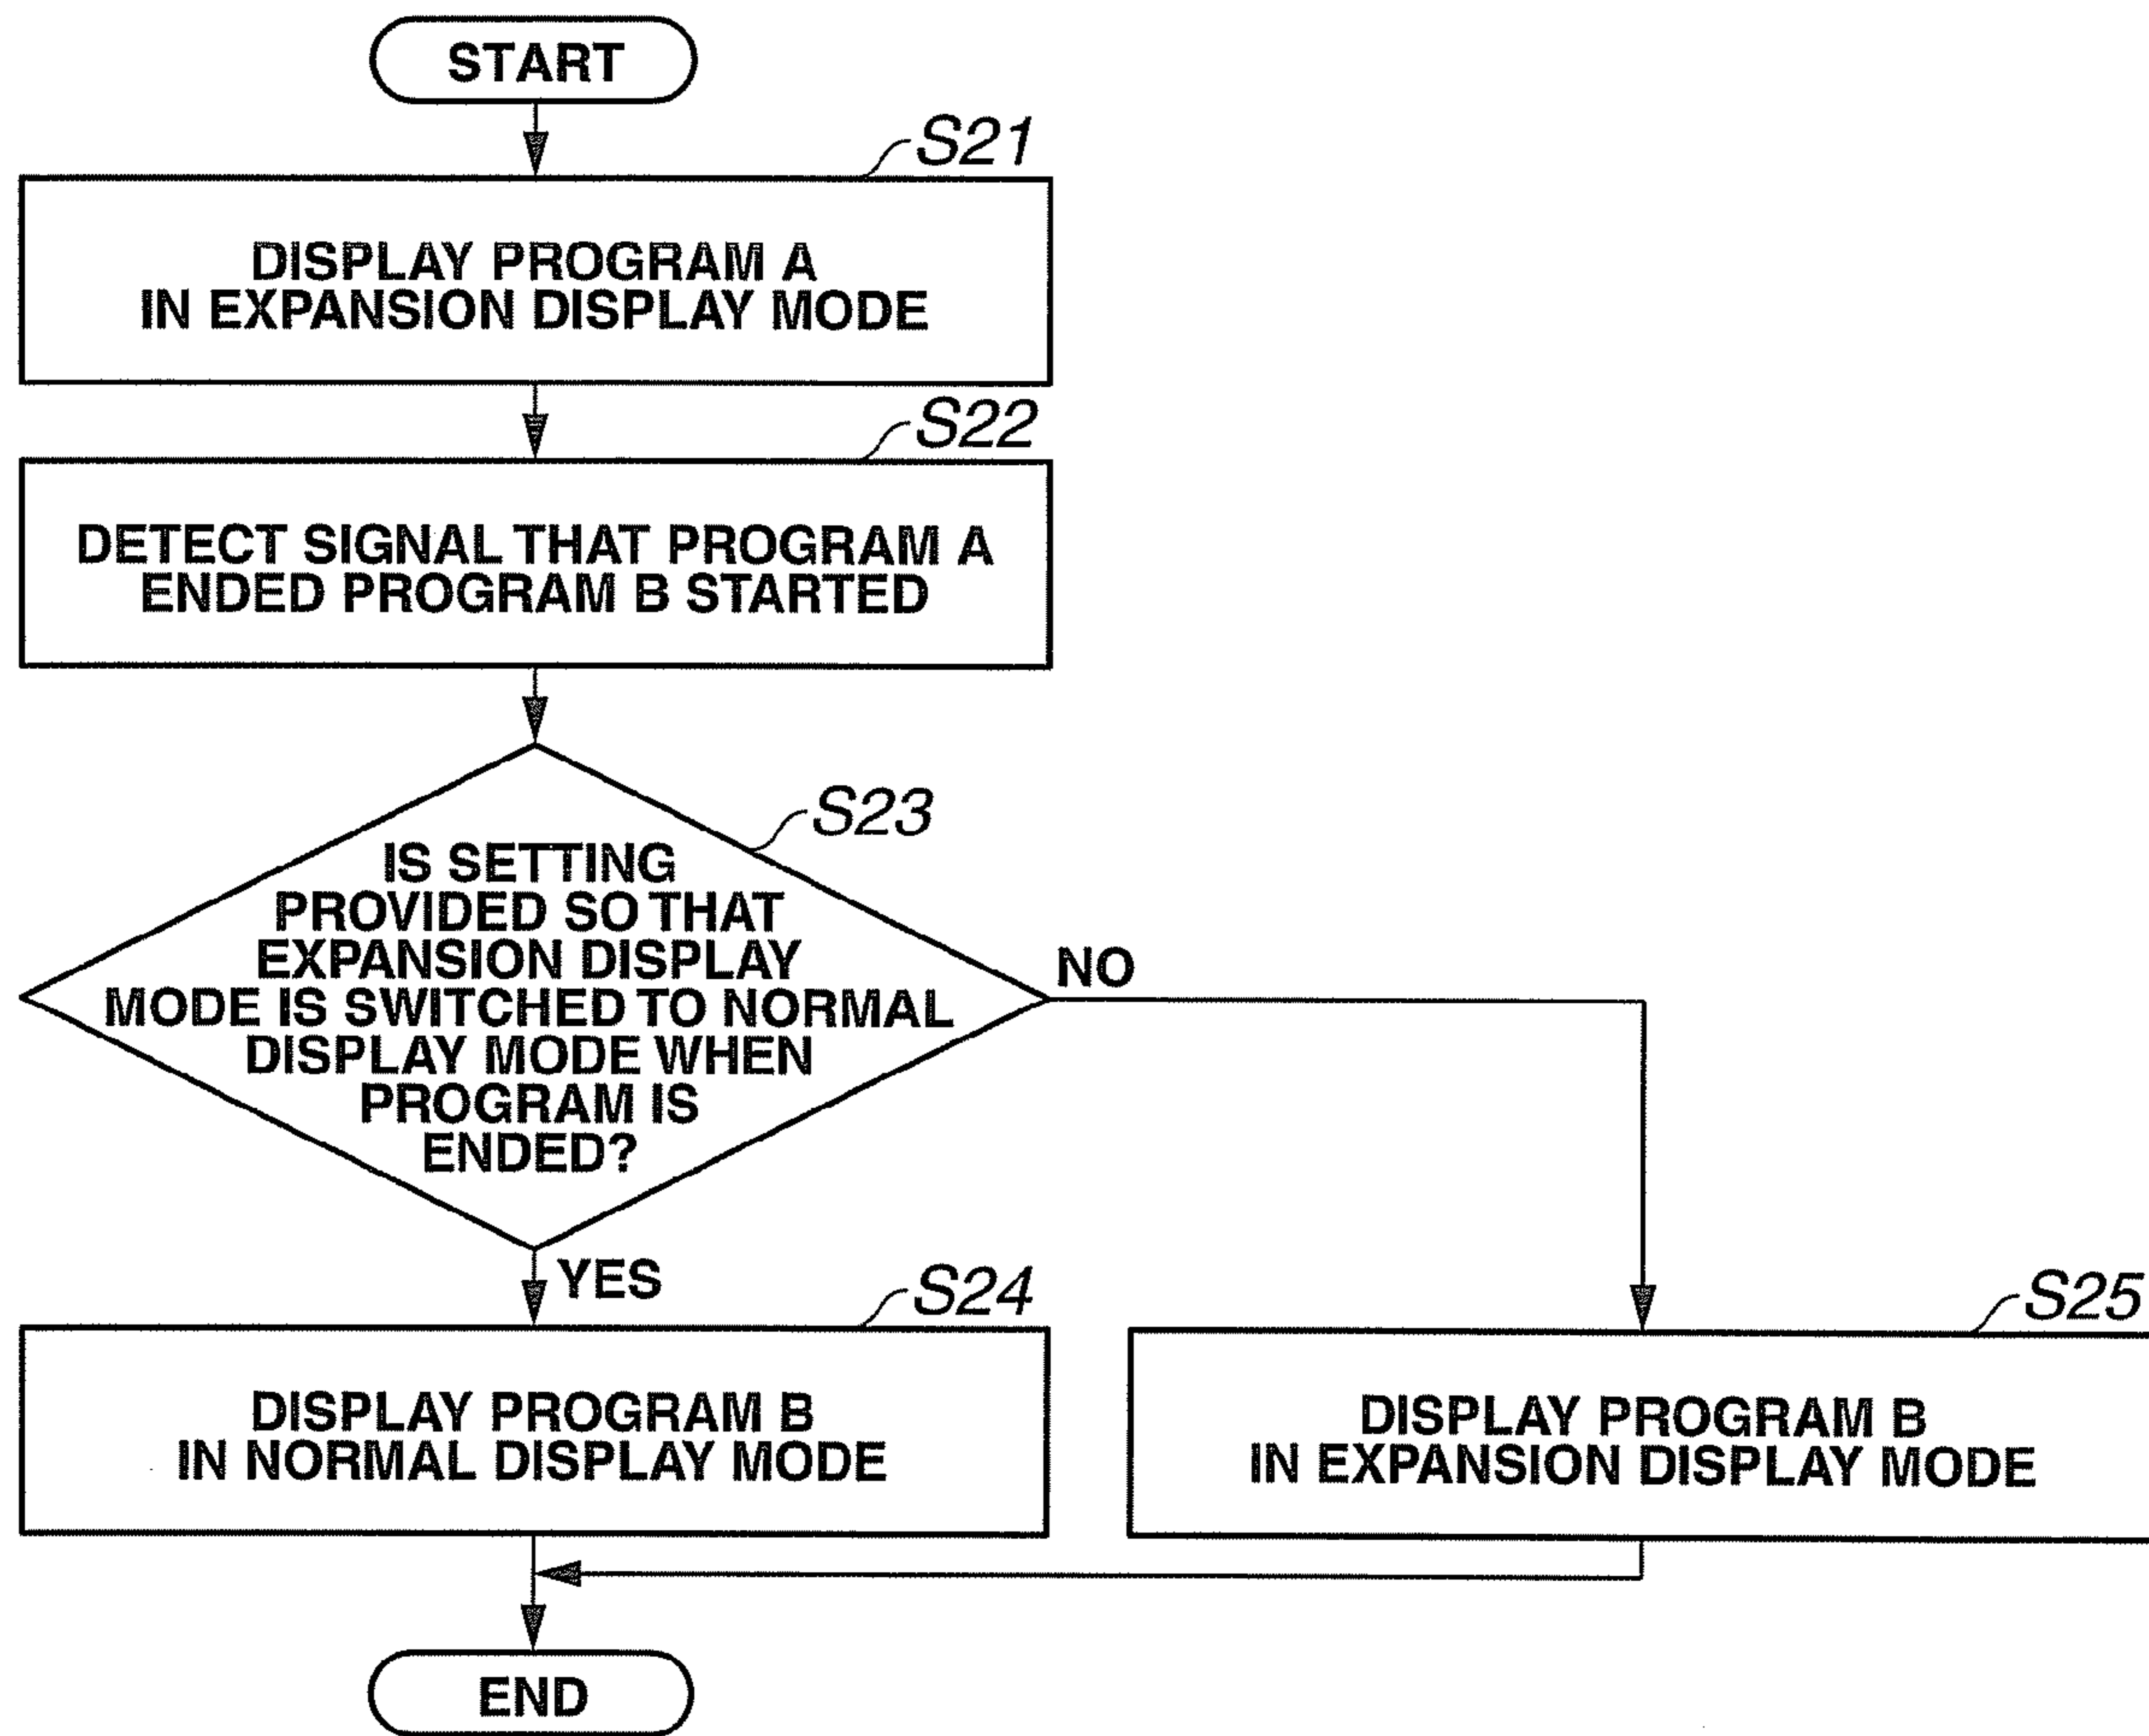 START
S21
DISPLAY PROGRAM A
IN EXPANSION DISPLAY MODE
S22
DETECT SIGNAL THAT PROGRAM A
ENDED PROGRAM B STARTED
S23
IS SETTING
PROVIDED SO THAT
EXPANSION DISPLAY
MODE IS SWITCHED TO NORMAL
DISPLAY MODE WHEN
PROGRAM IS
ENDED?
NO
YES
S24
DISPLAY PROGRAM B
IN NORMAL DISPLAY MODE
S25
DISPLAY PROGRAM B
IN EXPANSION DISPLAY MODE
END